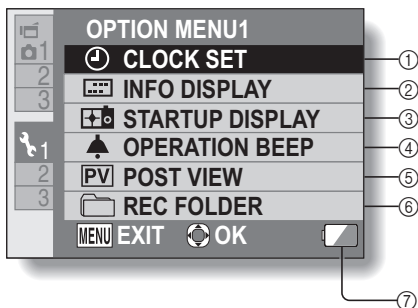 OPTION MENU1
1 CLOCK SET ①
2 INFO DISPLAY ②
3 STARTUP DISPLAY ③
1 OPERATION BEEP ④
2 PV POST VIEW ⑤
3 REC FOLDER ⑥
MENU EXIT OK
⑦